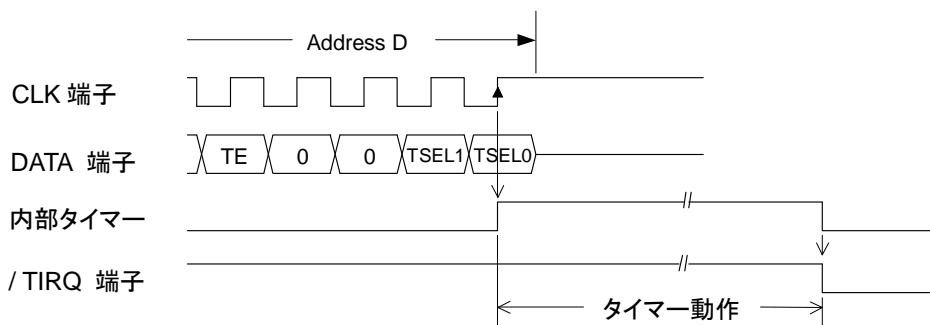 Address D
CLK 端子
DATA 端子
TE 0 0 TSEL1 TSEL0
内部タイマー
/ TIRQ 端子
タイマー動作